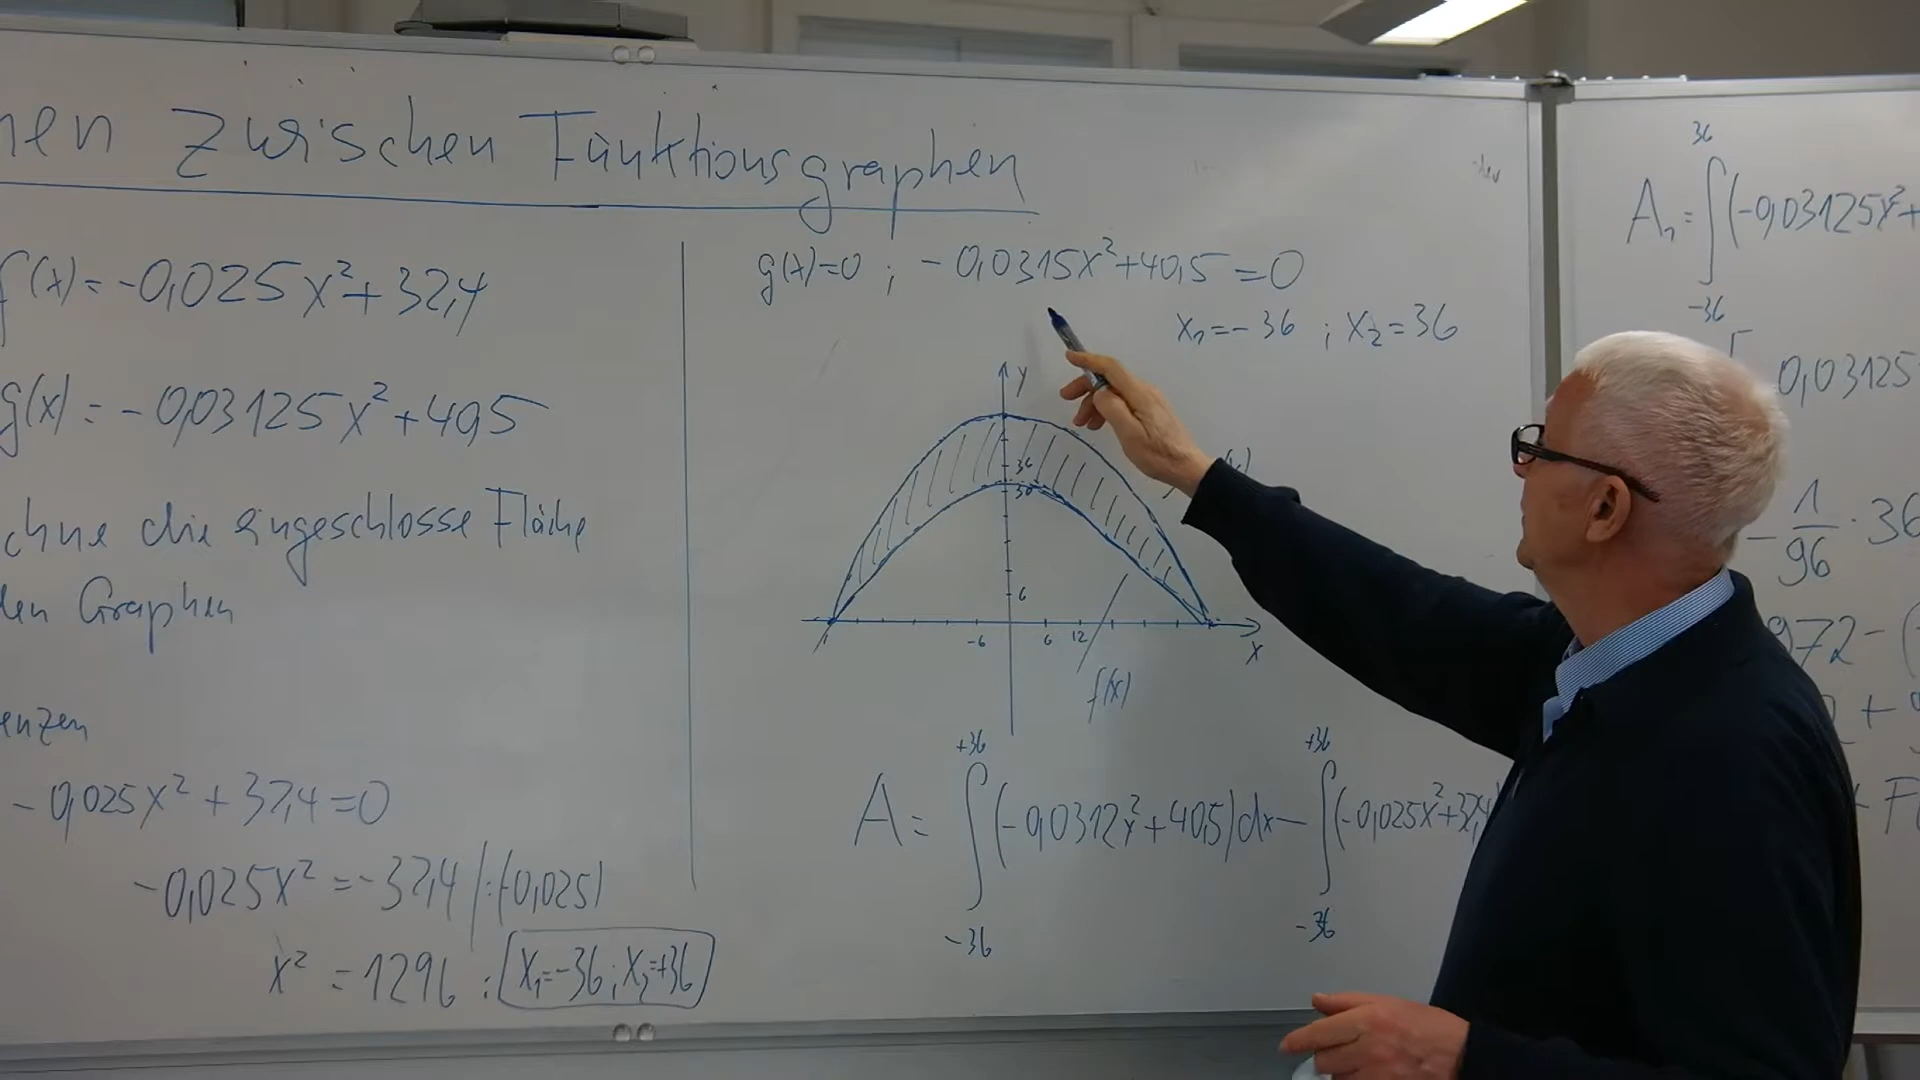 zwischen Funktionsgraphen
f(x)=-0,025x²+32,4
g(x)=-0,03125x²+40,5
chne die eingeschlosse Fläche
den Graphen
enzen
-0,025x²+32,4=0
-0,025x²=-32,4 |:(-0,025)
x²=1296 ; x₁=-36; x₂=+36
g(x)=0 ; -0,0315x²+40,5=0
x₁=-36 ; x₂=36
y
36
30
6
-6 6 12
x
f(x)
+36 +36
A= ∫(-0,0312x²+40,5)dx-∫(-0,025x²+32,4)
-36 -36
36
A₁=∫(-0,03125x²+
-36
0,03125
-1/96·36
972-(